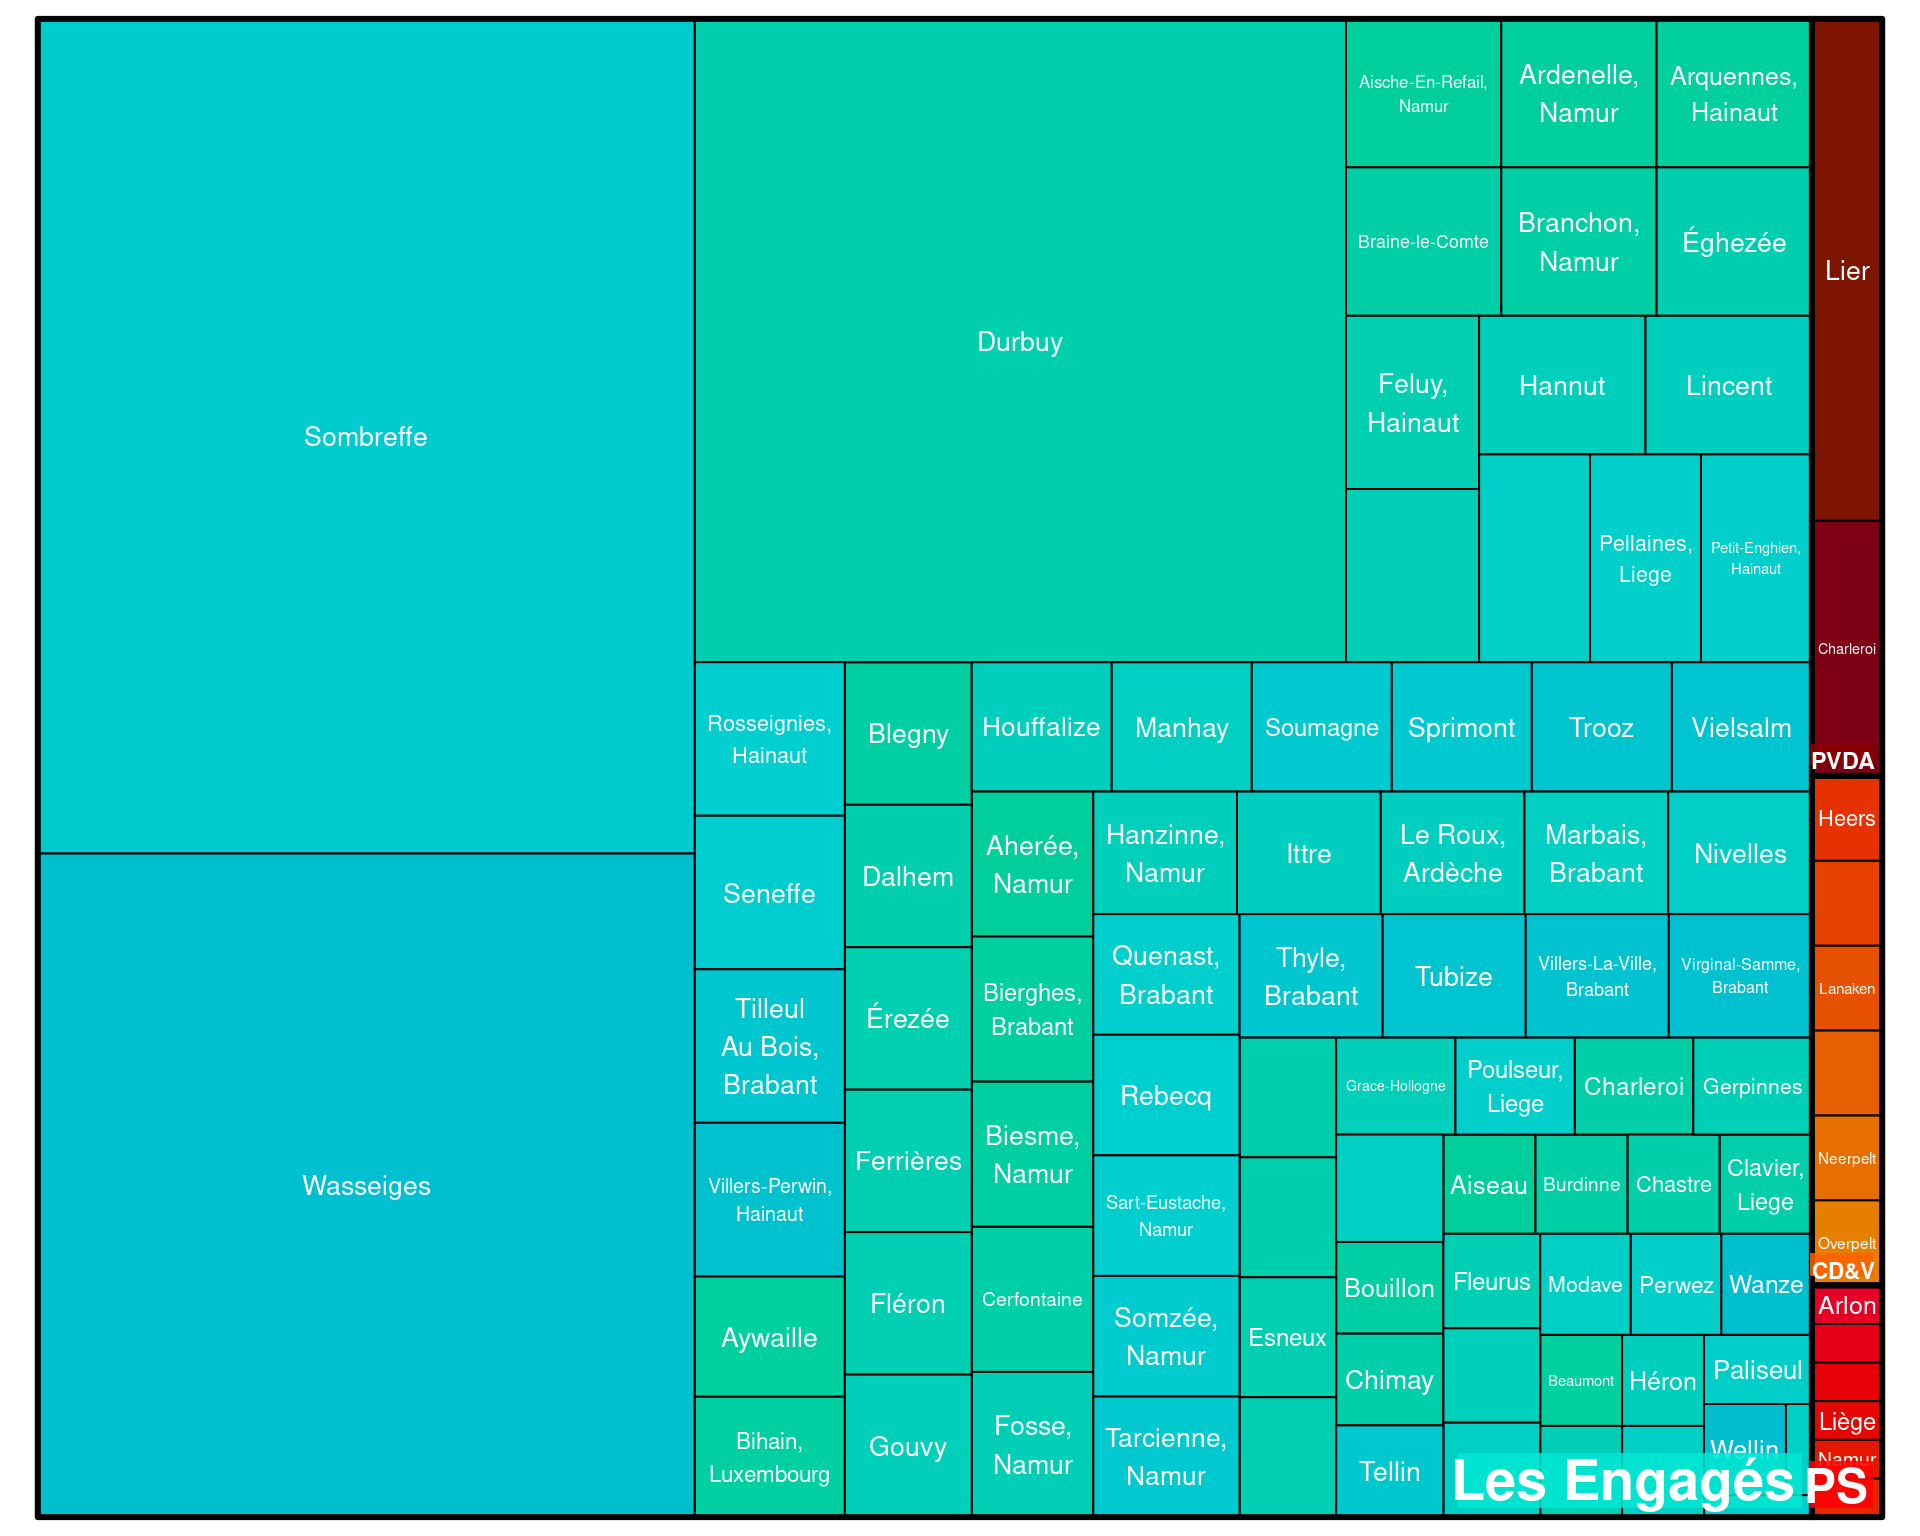 Sombreffe
Wasseiges
Durbuy
Aische-En-Refail,
Namur
Ardenelle,
Namur
Arquennes,
Hainaut
Braine-le-Comte
Branchon,
Namur
Éghezée
Feluy,
Hainaut
Hannut
Lincent
Pellaines,
Liege
Petit-Enghien,
Hainaut
Rosseignies,
Hainaut
Seneffe
Tilleul
Au Bois,
Brabant
Villers-Perwin,
Hainaut
Aywaille
Bihain,
Luxembourg
Blegny
Dalhem
Érezée
Ferrières
Fléron
Gouvy
Houffalize
Manhay
Soumagne
Sprimont
Trooz
Vielsalm
Aherée,
Namur
Bierghes,
Brabant
Biesme,
Namur
Cerfontaine
Fosse,
Namur
Hanzinne,
Namur
Ittre
Le Roux,
Ardèche
Marbais,
Brabant
Nivelles
Quenast,
Brabant
Rebecq
Sart-Eustache,
Namur
Somzée,
Namur
Tarcienne,
Namur
Thyle,
Brabant
Tubize
Villers-La-Ville,
Brabant
Virginal-Samme,
Brabant
Esneux
Grace-Hollogne
Poulseur,
Liege
Charleroi
Gerpinnes
Bouillon
Chimay
Tellin
Aiseau
Burdinne
Chastre
Clavier,
Liege
Fleurus
Modave
Perwez
Wanze
Beaumont
Héron
Paliseul
Wellin
Les Engagés
Lier
Charleroi
PVDA
Heers
Lanaken
Neerpelt
Overpelt
CD&V
Arlon
Liège
Namur
PS